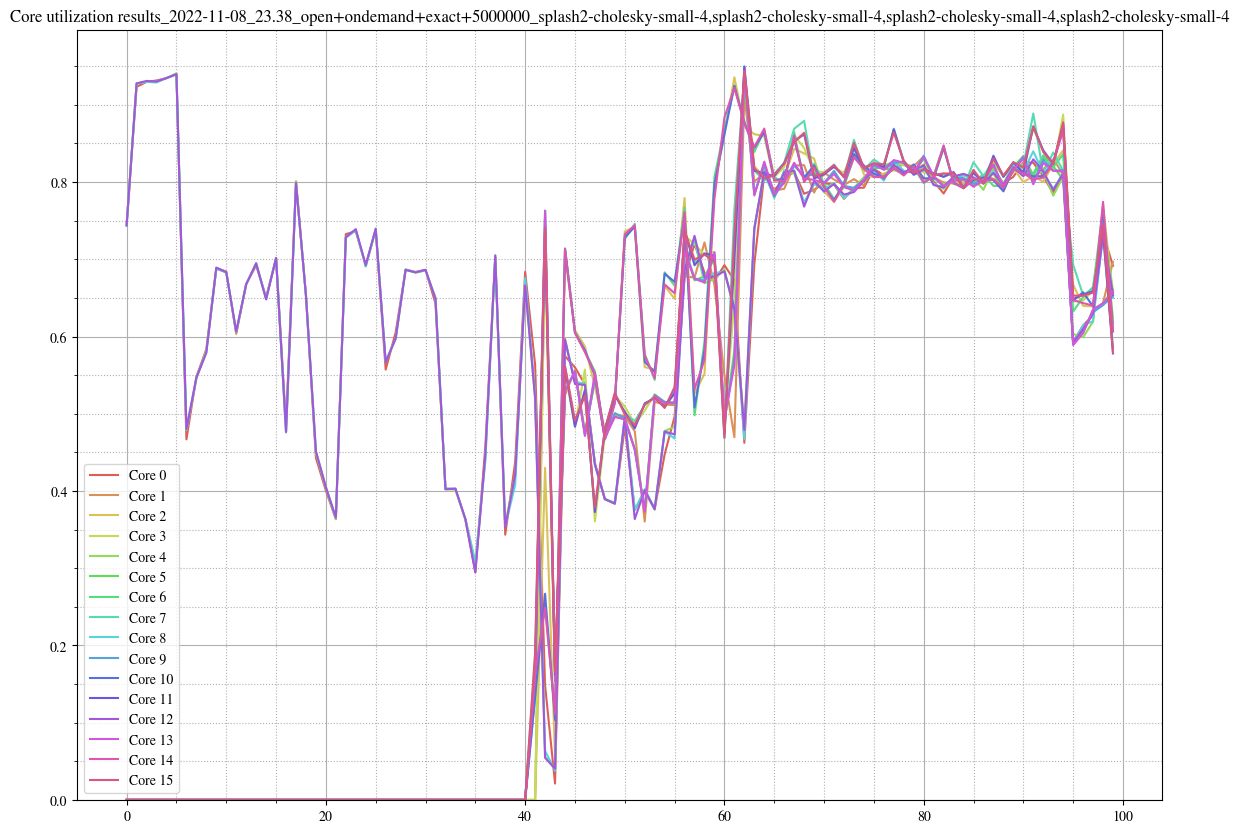 Core utilization results_2022-11-08_23.38_open+ondemand+exact+5000000_splash2-cholesky-small-4,splash2-cholesky-small-4,splash2-cholesky-small-4,splash2-cholesky-small-4
0.8
0.6
0.4
0.2
0.0
Core 0
Core 1
Core 2
Core 3
Core 4
Core 5
Core 6
Core 7
Core 8
Core 9
Core 10
Core 11
Core 12
Core 13
Core 14
Core 15
0 20 40 60 80 100